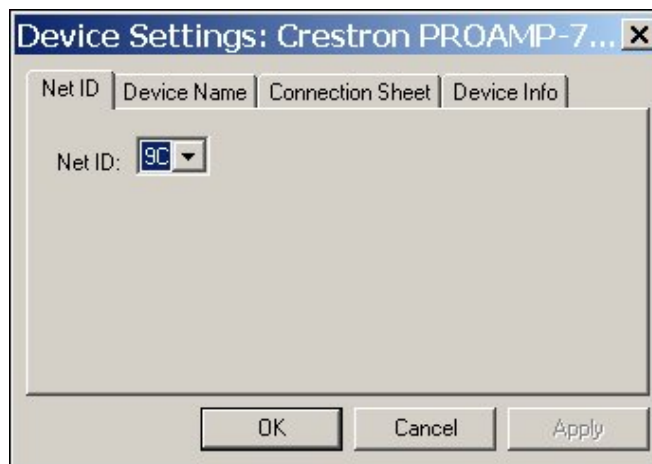 Device Settings: Crestron PROAMP-7...
Net ID Device Name Connection Sheet Device Info
Net ID: 9C
OK Cancel Apply